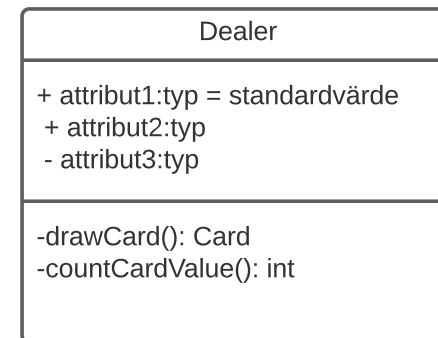 Dealer
+ attribut1:typ = standardvärde
+ attribut2:typ
- attribut3:typ
-drawCard(): Card
-countCardValue(): int